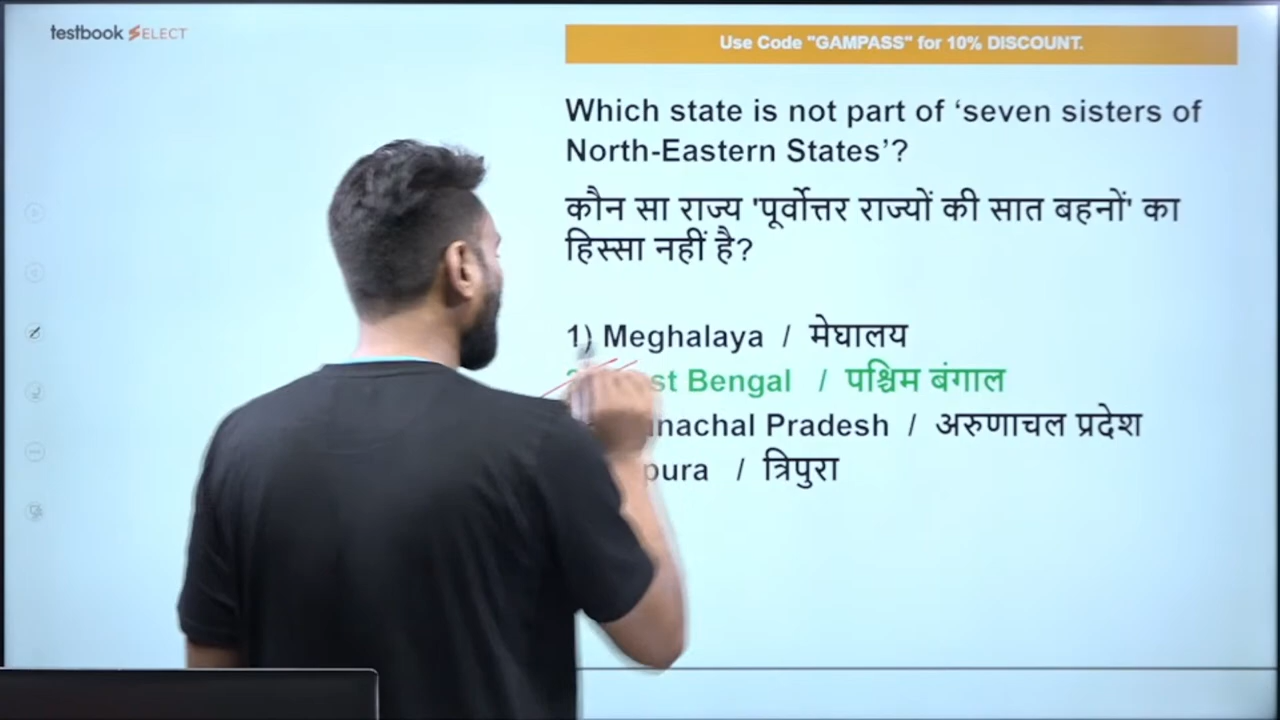 testbook SELECT
Use Code "GAMPASS" for 10% DISCOUNT.
Which state is not part of ‘seven sisters of
North-Eastern States’?
कौन सा राज्य 'पूर्वोत्तर राज्यों की सात बहनों' का
हिस्सा नहीं है?
1) Meghalaya / मेघालय
Bengal / पश्चिम बंगाल
Pradesh / अरुणाचल प्रदेश
/ त्रिपुरा